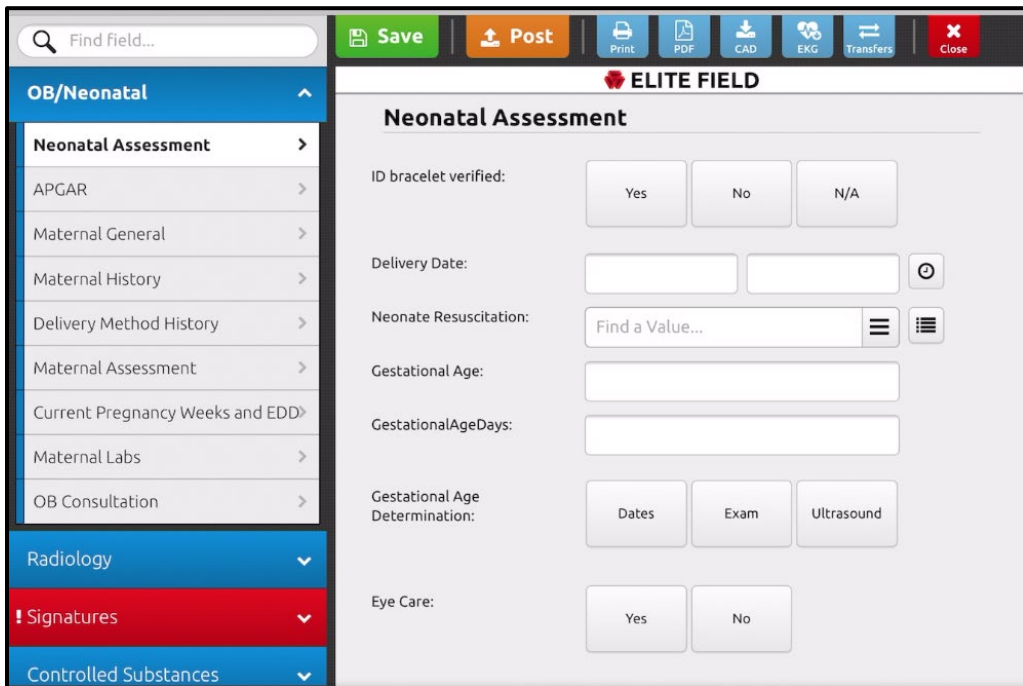 Find field...
Save
Post
Print
PDF
CAD
EKG
Transfers
Close
ELITE FIELD
OB/Neonatal
Neonatal Assessment
APGAR
Maternal General
Maternal History
Delivery Method History
Maternal Assessment
Current Pregnancy Weeks and EDD
Maternal Labs
OB Consultation
Radiology
! Signatures
Controlled Substances
Neonatal Assessment
ID bracelet verified:
Yes No N/A
Delivery Date:
Neonate Resuscitation:
Find a Value...
Gestational Age:
GestationalAgeDays:
Gestational Age
Determination:
Dates Exam Ultrasound
Eye Care:
Yes No